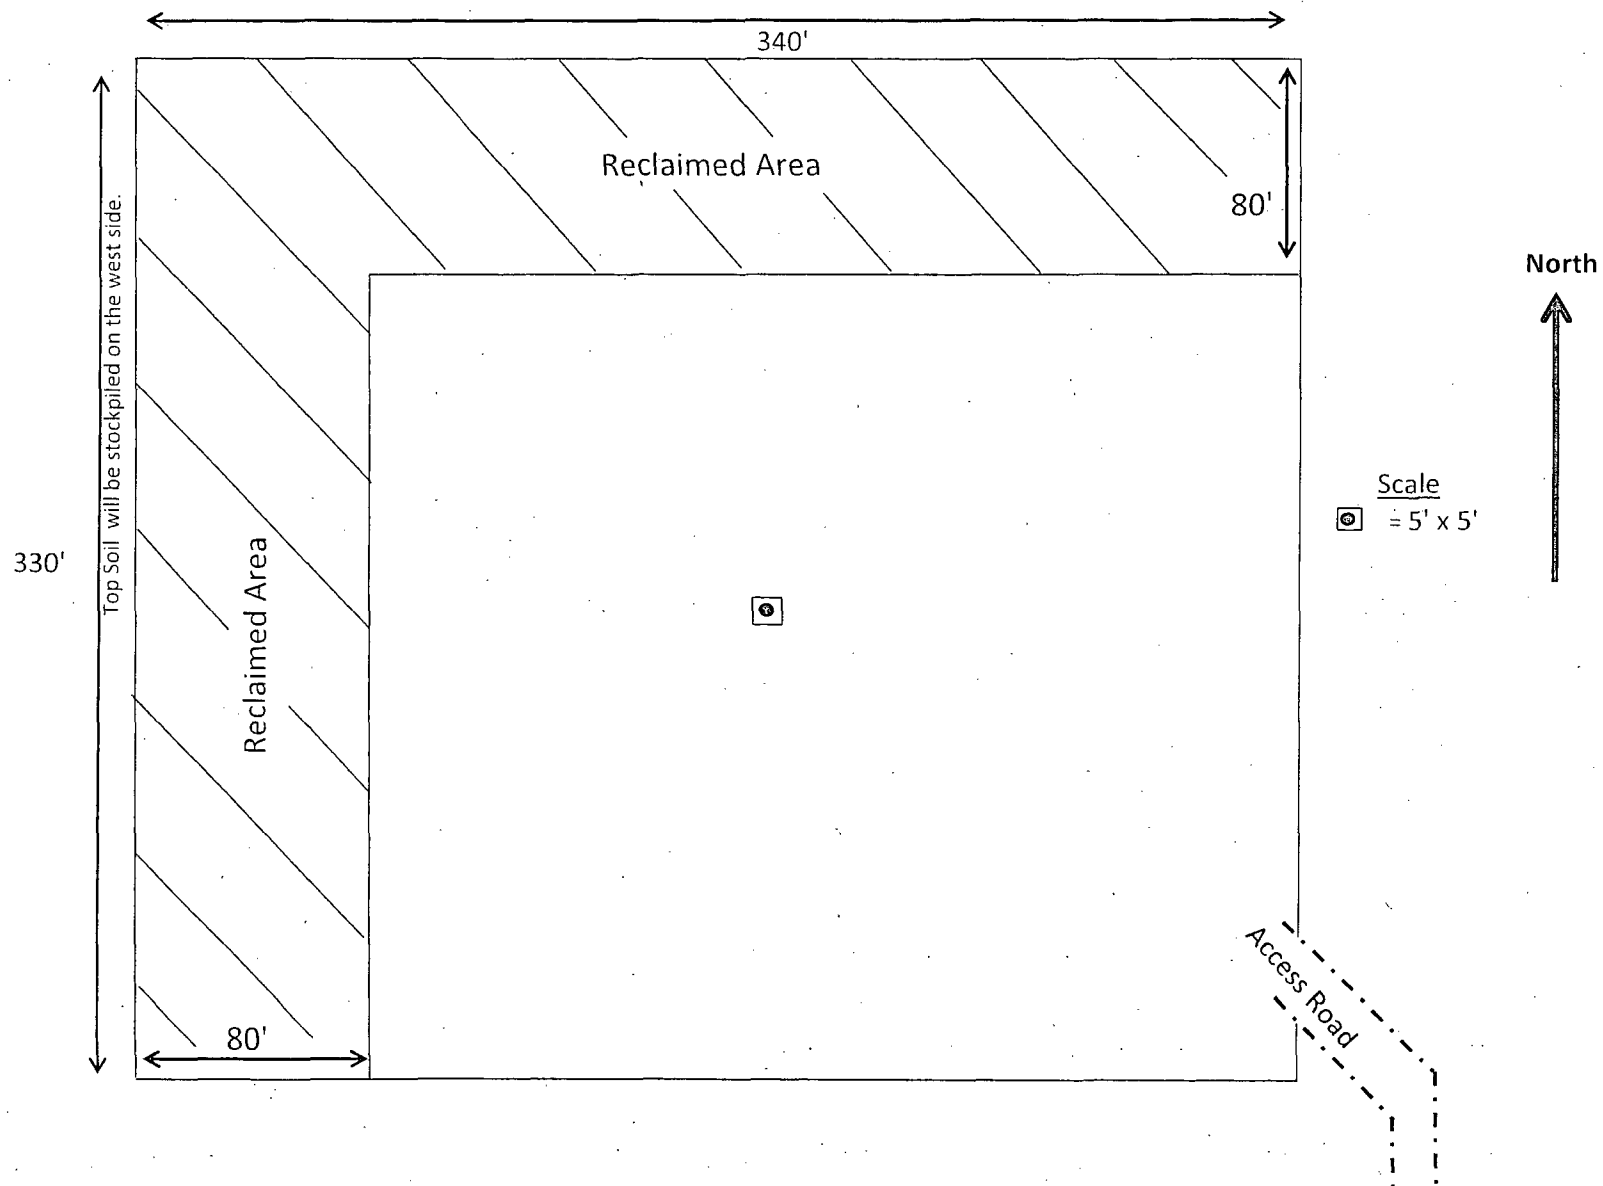 340'
Reclaimed Area
80'
North
Top Soil will be stockpiled on the west side.
Scale
= 5' x 5'
330'
Reclaimed Area
Access Road
80'